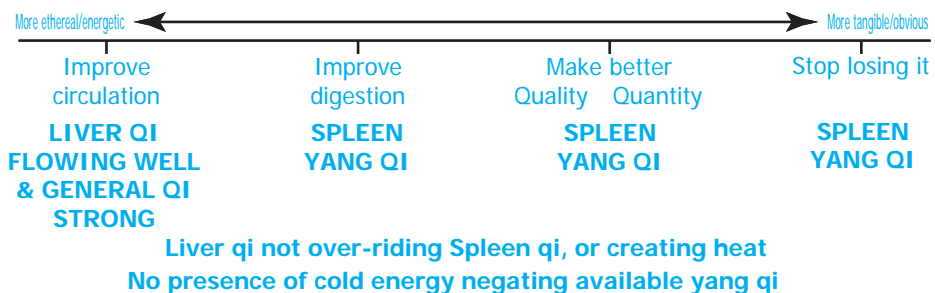 More ethereal/energetic More tangible/obvious
Improve circulation
Improve digestion
Make better Quality Quantity
Stop losing it
LIVER QI FLOWING WELL & GENERAL QI STRONG
SPLEEN YANG QI
SPLEEN YANG QI
SPLEEN YANG QI
Liver qi not over-riding Spleen qi, or creating heat
No presence of cold energy negating available yang qi